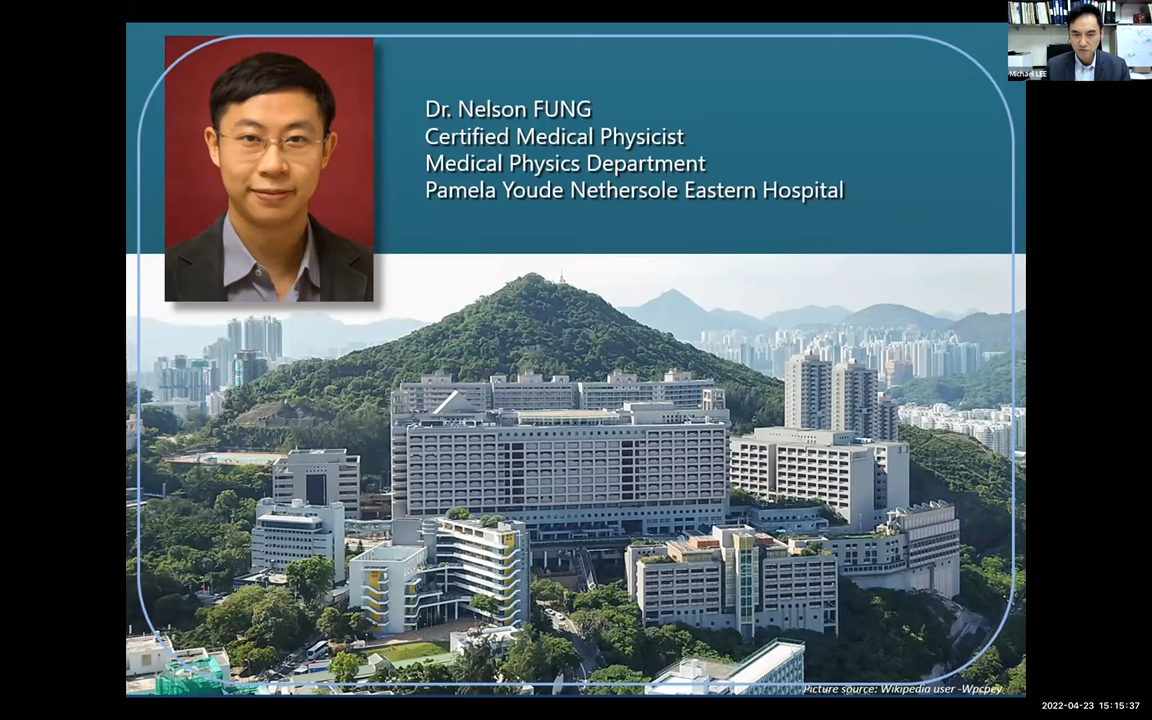 Michael LEE
Dr. Nelson FUNG
Certified Medical Physicist
Medical Physics Department
Pamela Youde Nethersole Eastern Hospital
Picture source: Wikipedia user -Wpcpey
2022-04-23 15:15:37